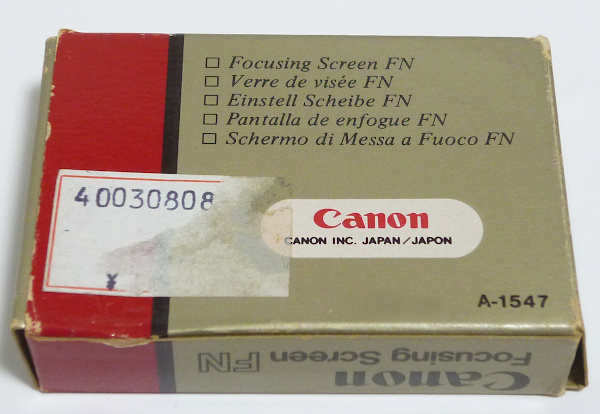 □ Focusing Screen FN
□ Verre de visée FN
□ Einstell Scheibe FN
□ Pantalla de enfogue FN
□ Schermo di Messa a Fuoco FN
40030808
¥
Canon
CANON INC. JAPAN/JAPON
A-1547
Canon
Focusing Screen FN